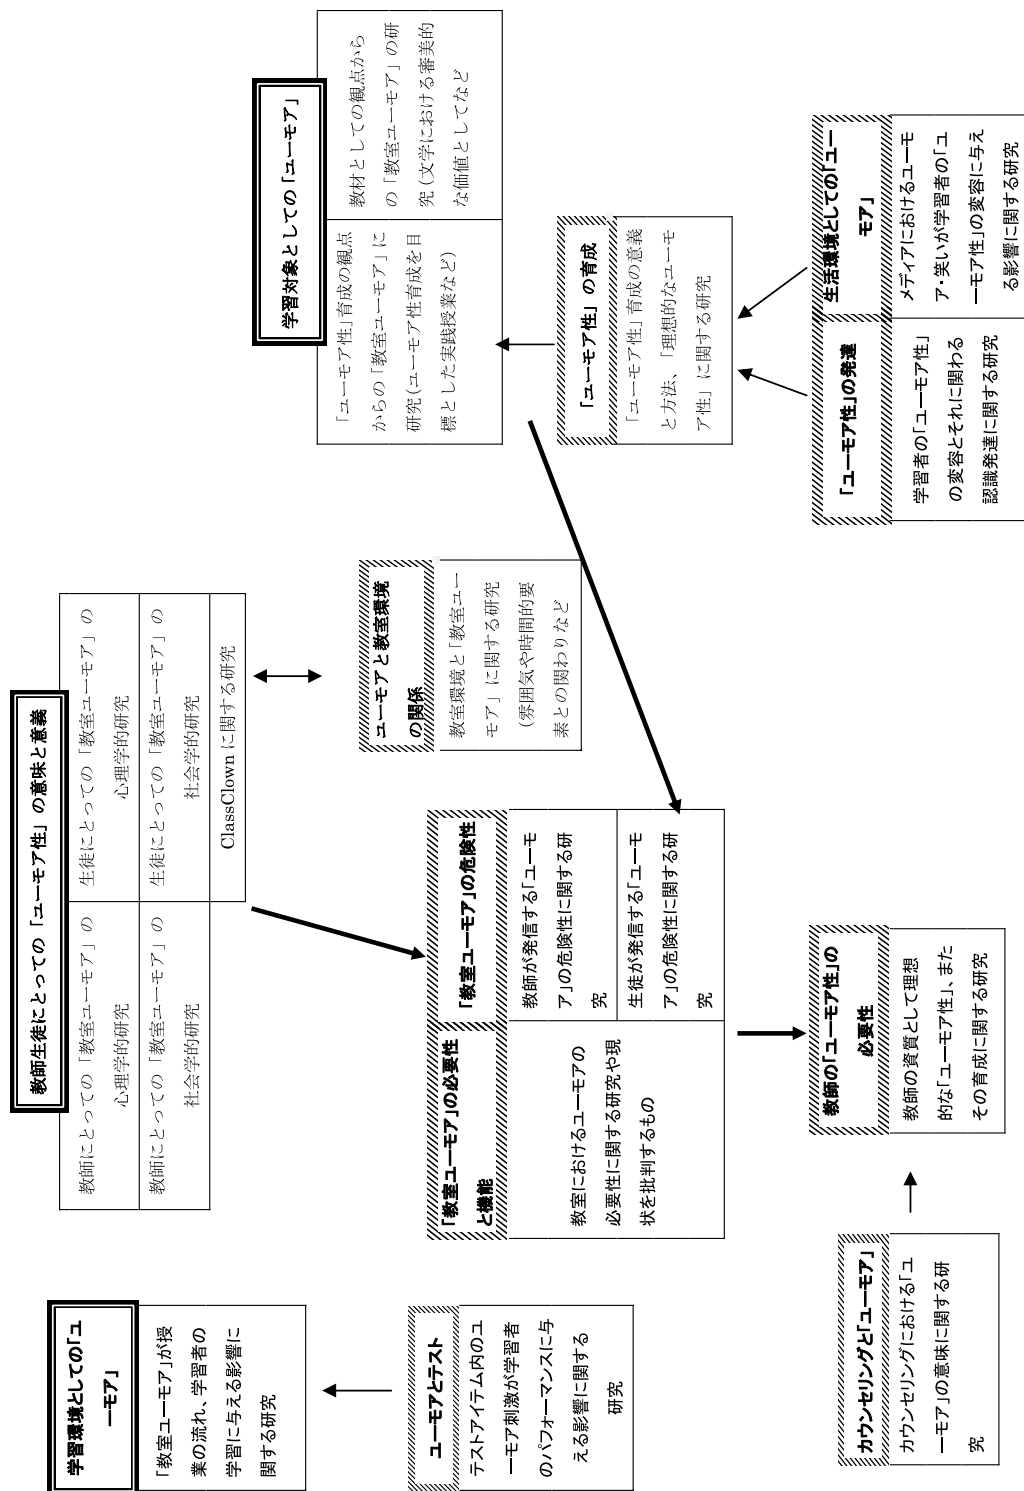 学習環境としての「ユ
ーモア」
「教室ユーモア」が授
業の流れ、学習者の
学習に与える影響に
関する研究
教師生徒にとっての「ユーモア性」の意味と意義
教師にとっての「教室ユーモア」の
心理学的研究
生徒にとっての「教室ユーモア」の
心理学的研究
教師にとっての「教室ユーモア」の
社会学的研究
生徒にとっての「教室ユーモア」の
社会学的研究
ClassClown に関する研究
学習対象としての「ユーモア」
「ユーモア性」育成の観点
からの「教室ユーモア」に
研究(ユーモア性育成を目
標とした実践授業など)
教材としての観点から
の「教室ユーモア」の研
究(文学における審美的
な価値としてなど
ユーモアとテスト
テストアイテム内のユ
ーモア刺激が学習者
のパフォーマンスに与
える影響に関する
研究
「教室ユーモア」の必要性
と機能
教室におけるユーモアの
必要性に関する研究や現
状を批判するもの
「教室ユーモア」の危険性
教師が発信する「ユーモ
ア」の危険性に関する研
究
生徒が発信する「ユーモ
ア」の危険性に関する研
究
ユーモアと教室環境
の関係
教室環境と「教室ユー
モア」に関する研究
(雰囲気や時間的要
素との関わりなど
「ユーモア性」の育成
「ユーモア性」育成の意義
と方法、「理想的なユーモ
ア性」に関する研究
カウンセリングと「ユーモア」
カウンセリングにおける「ユ
ーモア」の意味に関する研
究
教師の「ユーモア性」の
必要性
教師の資質として理想
的な「ユーモア性」、また
その育成に関する研究
「ユーモア性」の発達
学習者の「ユーモア性」
の変容とそれに関わる
認識発達に関する研究
生活環境としての「ユー
モア」
メディアにおけるユーモ
ア・笑いが学習者の「ユ
ーモア性」の変容に与え
る影響に関する研究